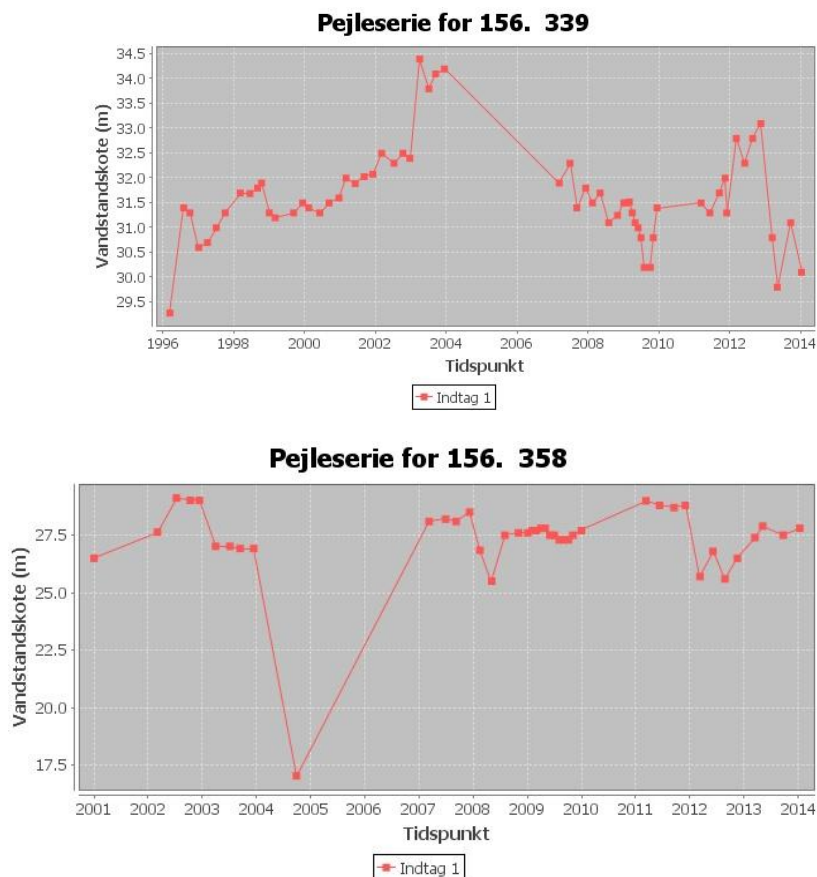 Pejleserie for 156. 339
Vandstandskote (m)
34.5
34.0
33.5
33.0
32.5
32.0
31.5
31.0
30.5
30.0
29.5
1996 1998 2000 2002 2004 2006 2008 2010 2012 2014
Tidspunkt
Indtag 1
Pejleserie for 156. 358
Vandstandskote (m)
27.5
25.0
22.5
20.0
17.5
2001 2002 2003 2004 2005 2006 2007 2008 2009 2010 2011 2012 2013 2014
Tidspunkt
Indtag 1